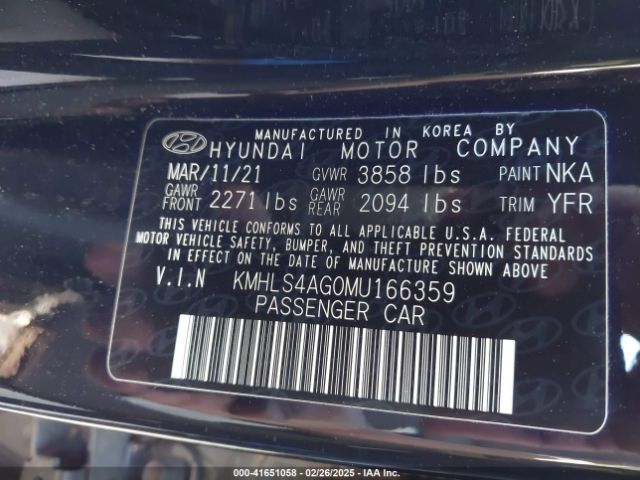 MANUFACTURED IN KOREA BY
HYUNDAI MOTOR COMPANY
MAR/11/21 GVWR 3858 lbs PAINT NKA
GAWR FRONT 2271 lbs GAWR REAR 2094 lbs TRIM YFR
THIS VEHICLE CONFORMS TO ALL APPLICABLE U.S.A. FEDERAL
MOTOR VEHICLE SAFETY, BUMPER, AND THEFT PREVENTION STANDARDS
IN EFFECT ON THE DATE OF MANUFACTURE SHOWN ABOVE
V.I.N KMHLS4AG0MU166359
PASSENGER CAR
000-41651058 - 02/26/2025 - IAA Inc.